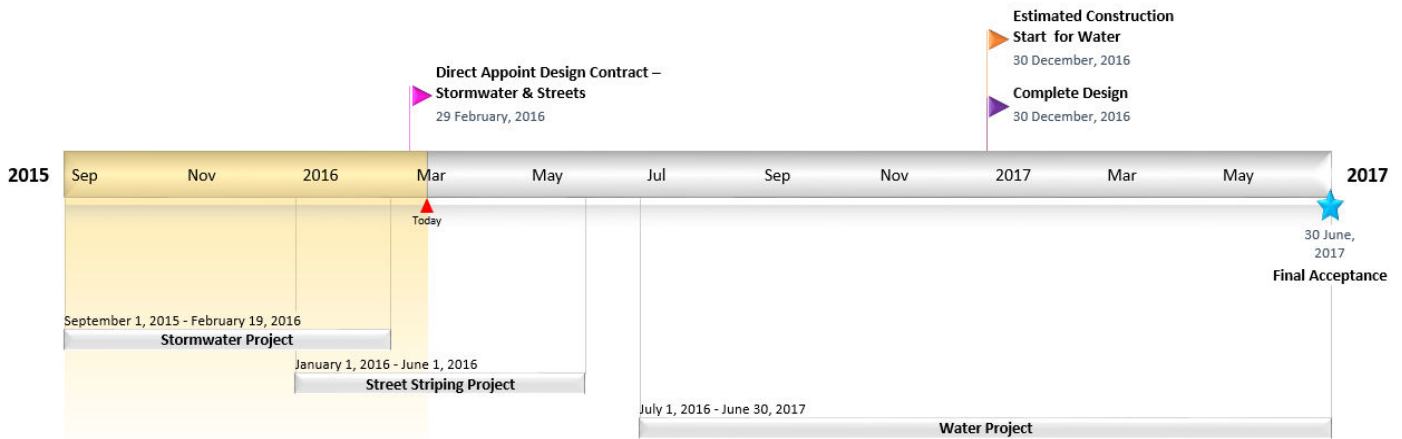 Estimated Construction
Start for Water
30 December, 2016
Direct Appoint Design Contract –
Stormwater & Streets
29 February, 2016
Complete Design
30 December, 2016
2015 Sep Nov 2016 Mar May Jul Sep Nov 2017 Mar May 2017
Today
30 June,
2017
Final Acceptance
September 1, 2015 - February 19, 2016
Stormwater Project
January 1, 2016 - June 1, 2016
Street Striping Project
July 1, 2016 - June 30, 2017
Water Project